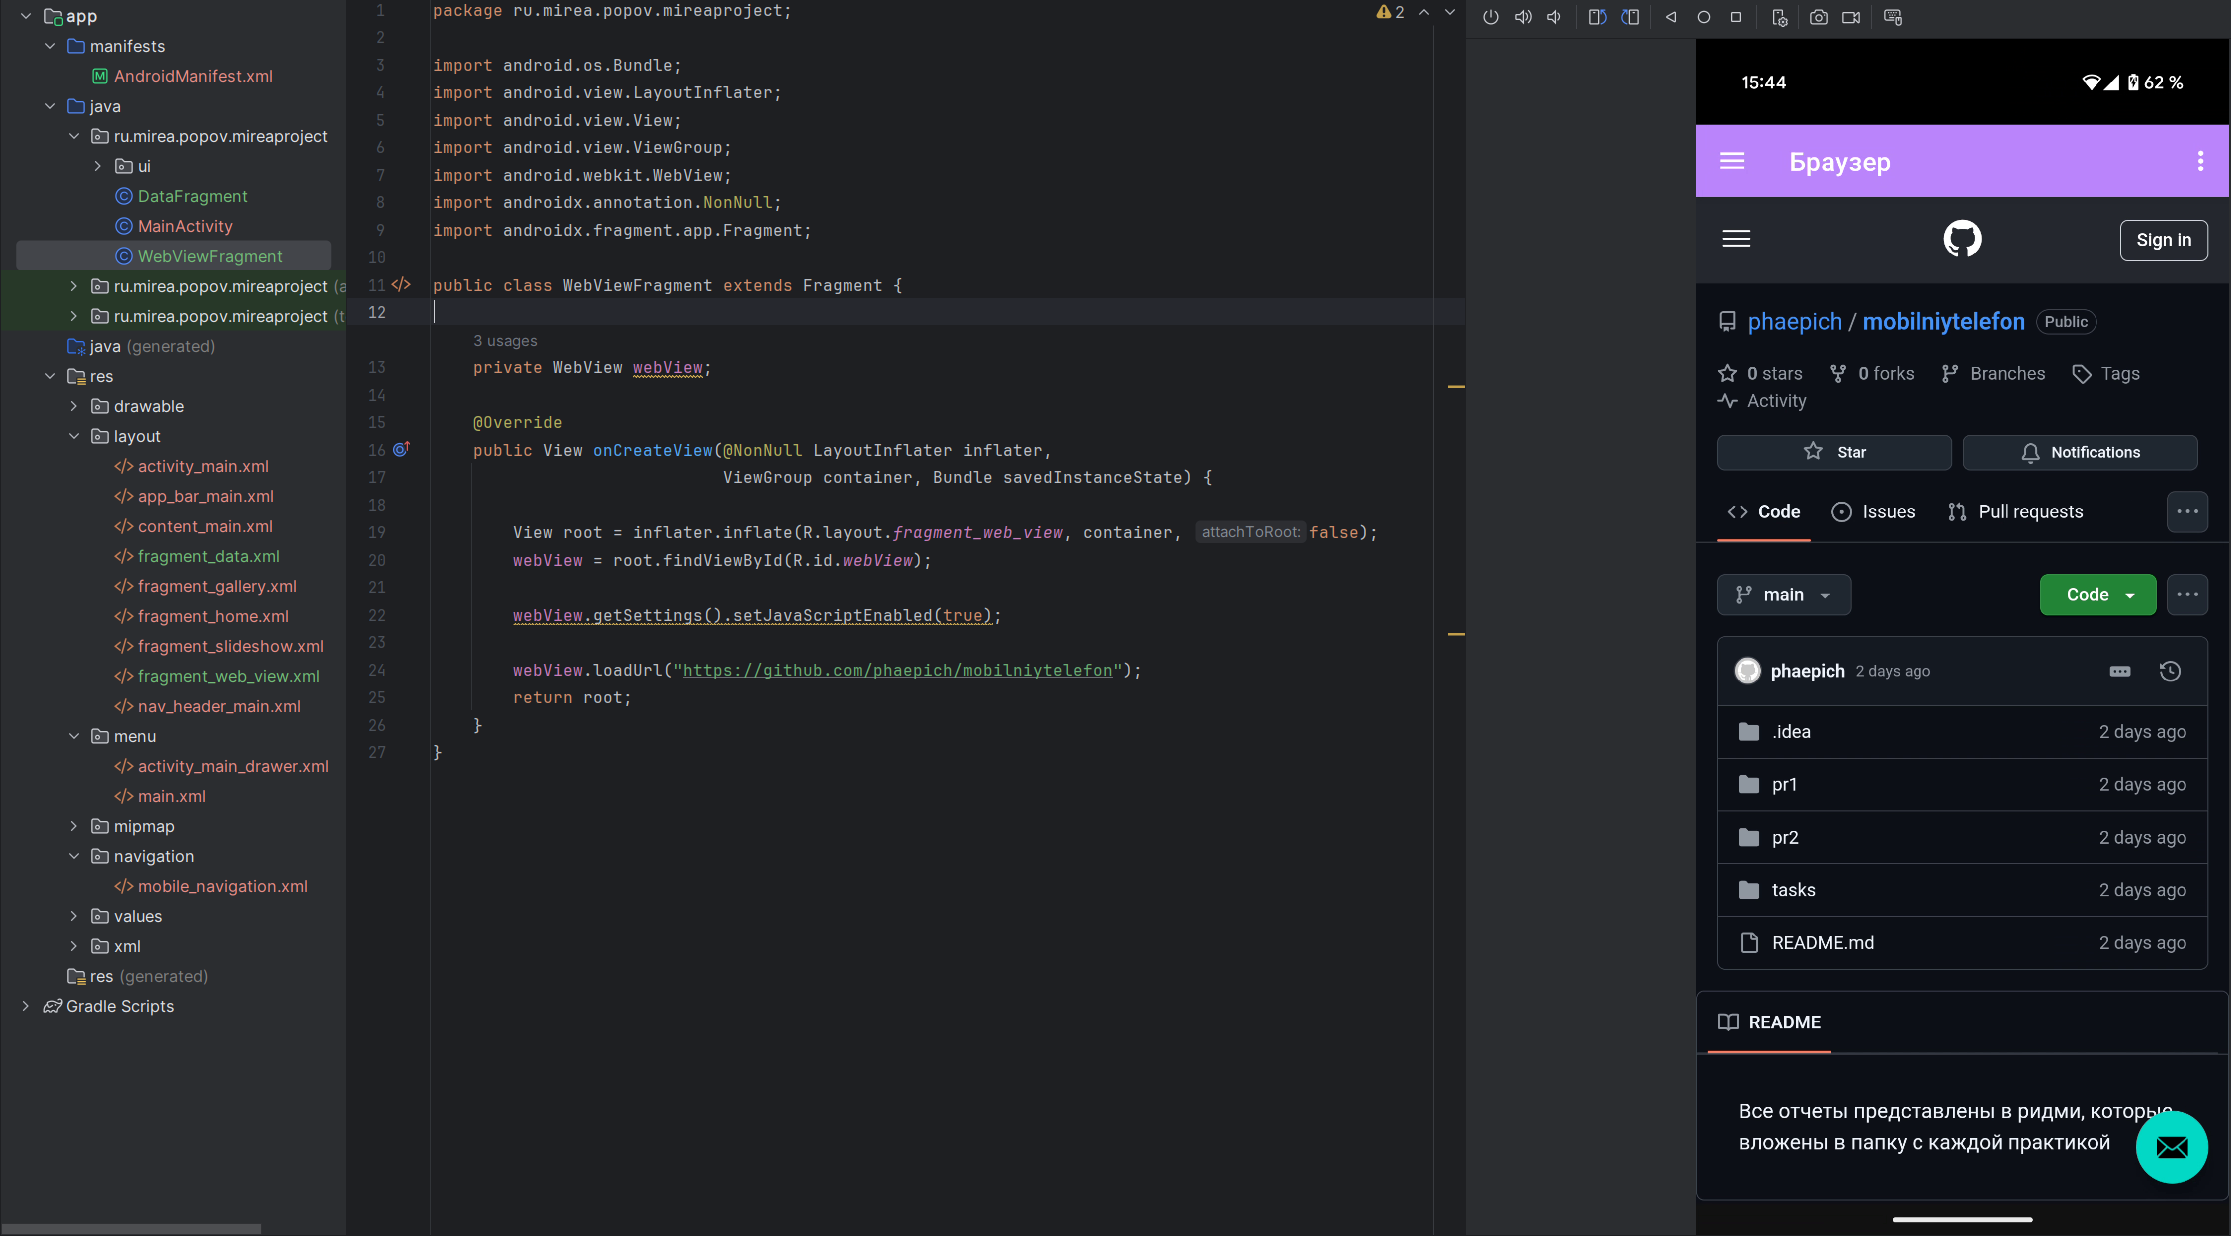 app
manifests
AndroidManifest.xml
java
ru.mirea.popov.mireaproject
ui
DataFragment
MainActivity
WebViewFragment
ru.mirea.popov.mireaproject (a
ru.mirea.popov.mireaproject (t
java (generated)
res
drawable
layout
activity_main.xml
app_bar_main.xml
content_main.xml
fragment_data.xml
fragment_gallery.xml
fragment_home.xml
fragment_slideshow.xml
fragment_web_view.xml
nav_header_main.xml
menu
activity_main_drawer.xml
main.xml
mipmap
navigation
mobile_navigation.xml
values
xml
res (generated)
Gradle Scripts
2
1 package ru.mirea.popov.mireaproject;
2
3 import android.os.Bundle;
4 import android.view.LayoutInflater;
5 import android.view.View;
6 import android.view.ViewGroup;
7 import android.webkit.WebView;
8 import androidx.annotation.NonNull;
9 import androidx.fragment.app.Fragment;
10
11 public class WebViewFragment extends Fragment {
12
3 usages
13 private WebView webView;
14
15 @Override
16 public View onCreateView(@NonNull LayoutInflater inflater,
17 ViewGroup container, Bundle savedInstanceState) {
18
19 View root = inflater.inflate(R.layout.fragment_web_view, container, attachToRoot: false);
20 webView = root.findViewById(R.id.webView);
21
22 webView.getSettings().setJavaScriptEnabled(true);
23
24 webView.loadUrl("https://github.com/phaepich/mobilniytelefon");
25 return root;
26 }
27 }
15:44 62 %
Браузер
Sign in
phaepich / mobilniytelefon Public
0 stars 0 forks Branches Tags
Activity
Star Notifications
Code Issues Pull requests
main Code
phaepich 2 days ago
.idea 2 days ago
pr1 2 days ago
pr2 2 days ago
tasks 2 days ago
README.md 2 days ago
README
Все отчеты представлены в ридми, которые
вложены в папку с каждой практикой